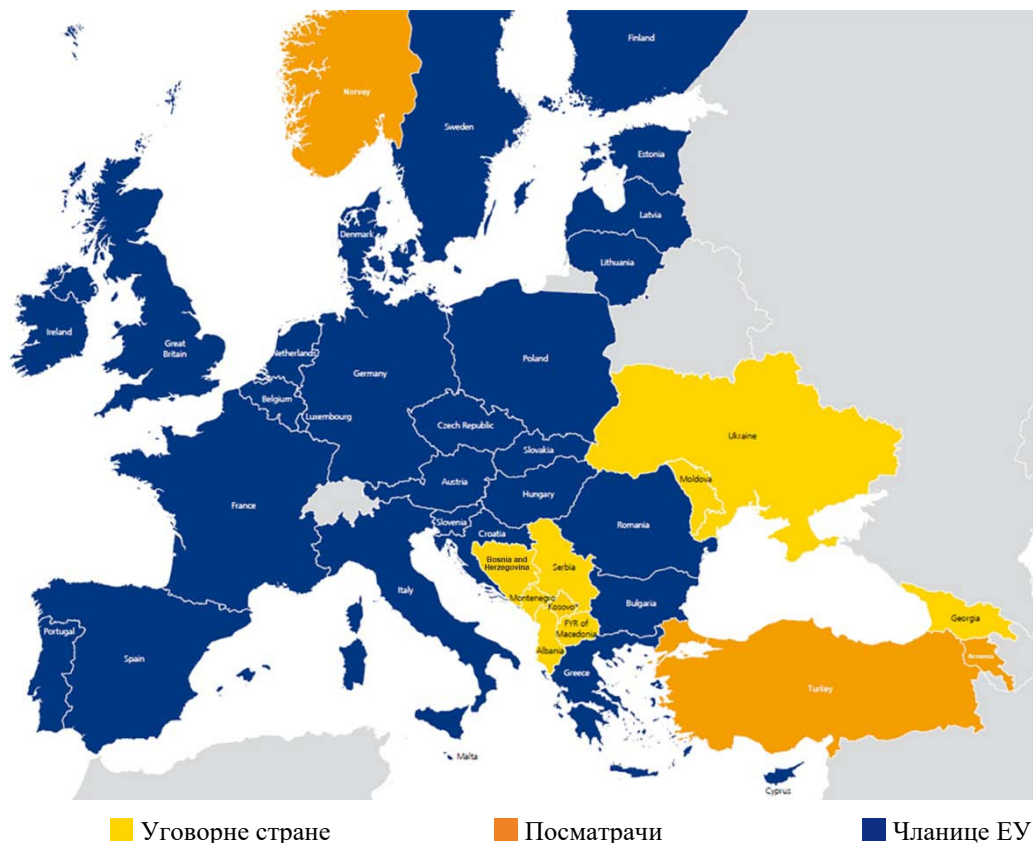 Finland
Norvay
Sweden
Estonia
Latvia
Denmark
Lithuania
Ireland
Great
Britain
Netherlands
Poland
Germany
Belgium
Luxembourg
Czech Republic
Ukraine
Slovakia
Moldova
Austria
Hungary
France
Slovenia
Romania
Croatia
Bosnia and
Herzegovina
Serbia
Italy
Montenegro
Kosovo*
Bulgaria
Georgia
FYR of
Macedonia
Portugal
Albania
Armenia
Spain
Greece
Turkey
Malta
Cyprus
Уговорне стране
Посматрачи
Чланице ЕУ